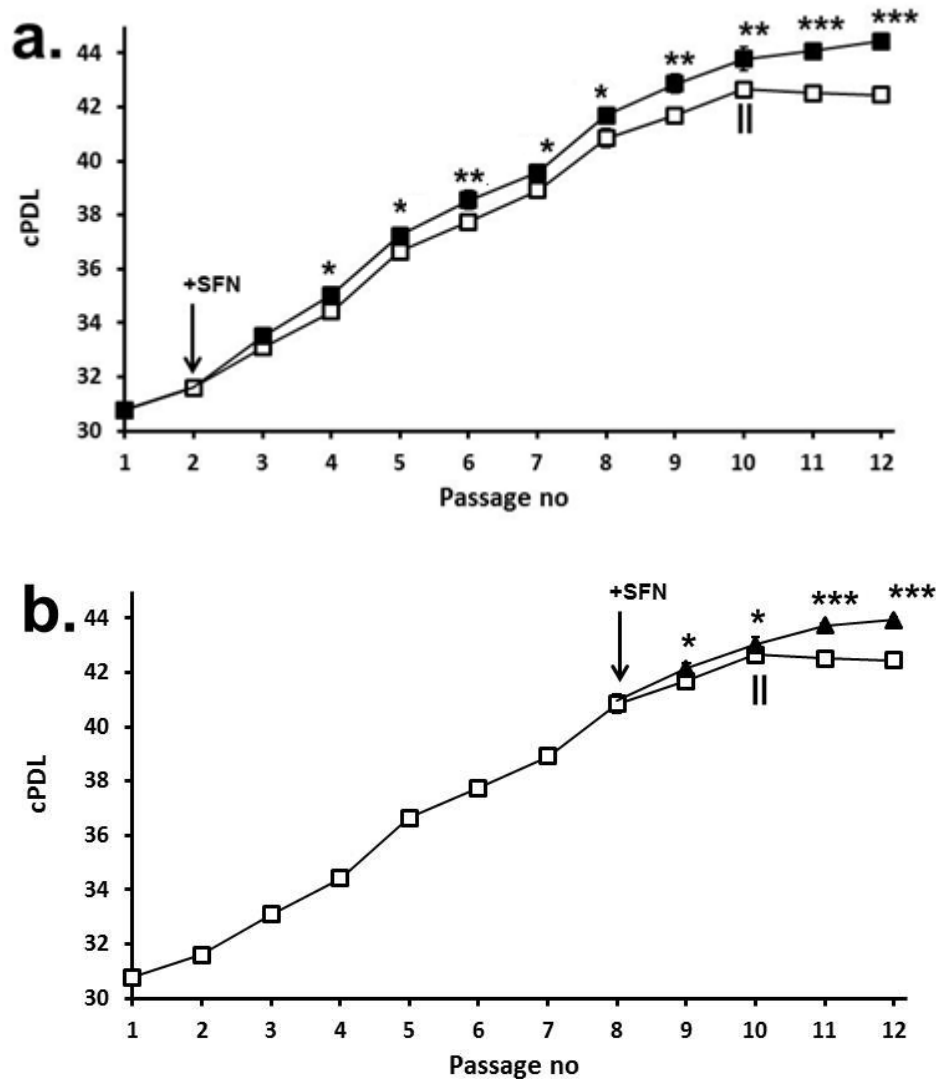 a.
44
42
40
38
36
34
32
30
cPDL
+SFN
* * ** * * ** ** *** ***
||
1 2 3 4 5 6 7 8 9 10 11 12
Passage no
b.
44
42
40
38
36
34
32
30
cPDL
+SFN
* * *** ***
||
1 2 3 4 5 6 7 8 9 10 11 12
Passage no